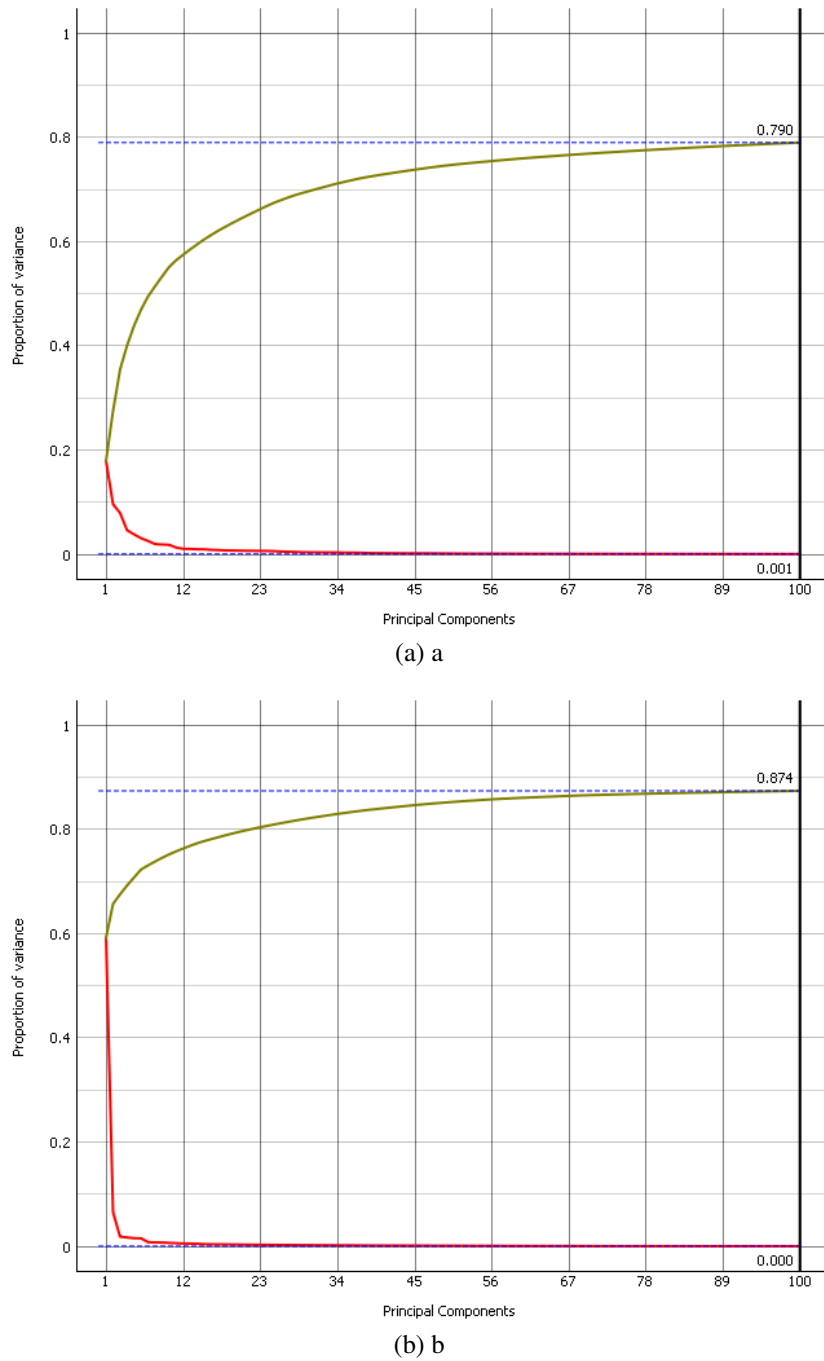 1
0.790
0.8
0.6
0.4
0.2
0
0.001
Proportion of variance
1 12 23 34 45 56 67 78 89 100
Principal Components
(a) a
1
0.874
0.8
0.6
0.4
0.2
0
0.000
Proportion of variance
1 12 23 34 45 56 67 78 89 100
Principal Components
(b) b